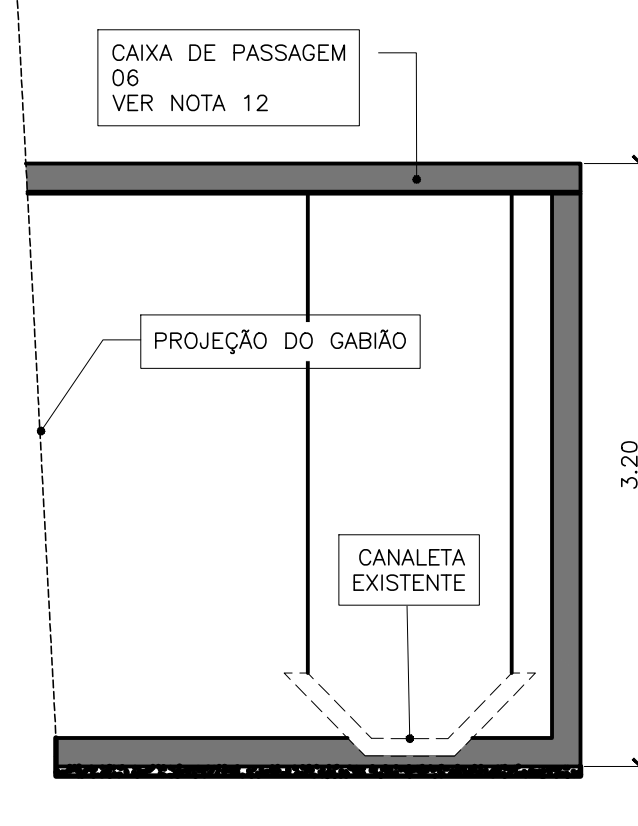 CAIXA DE PASSAGEM
06
VER NOTA 12
PROJEÇÃO DO GABIÃO
3.20
CANALETA
EXISTENTE